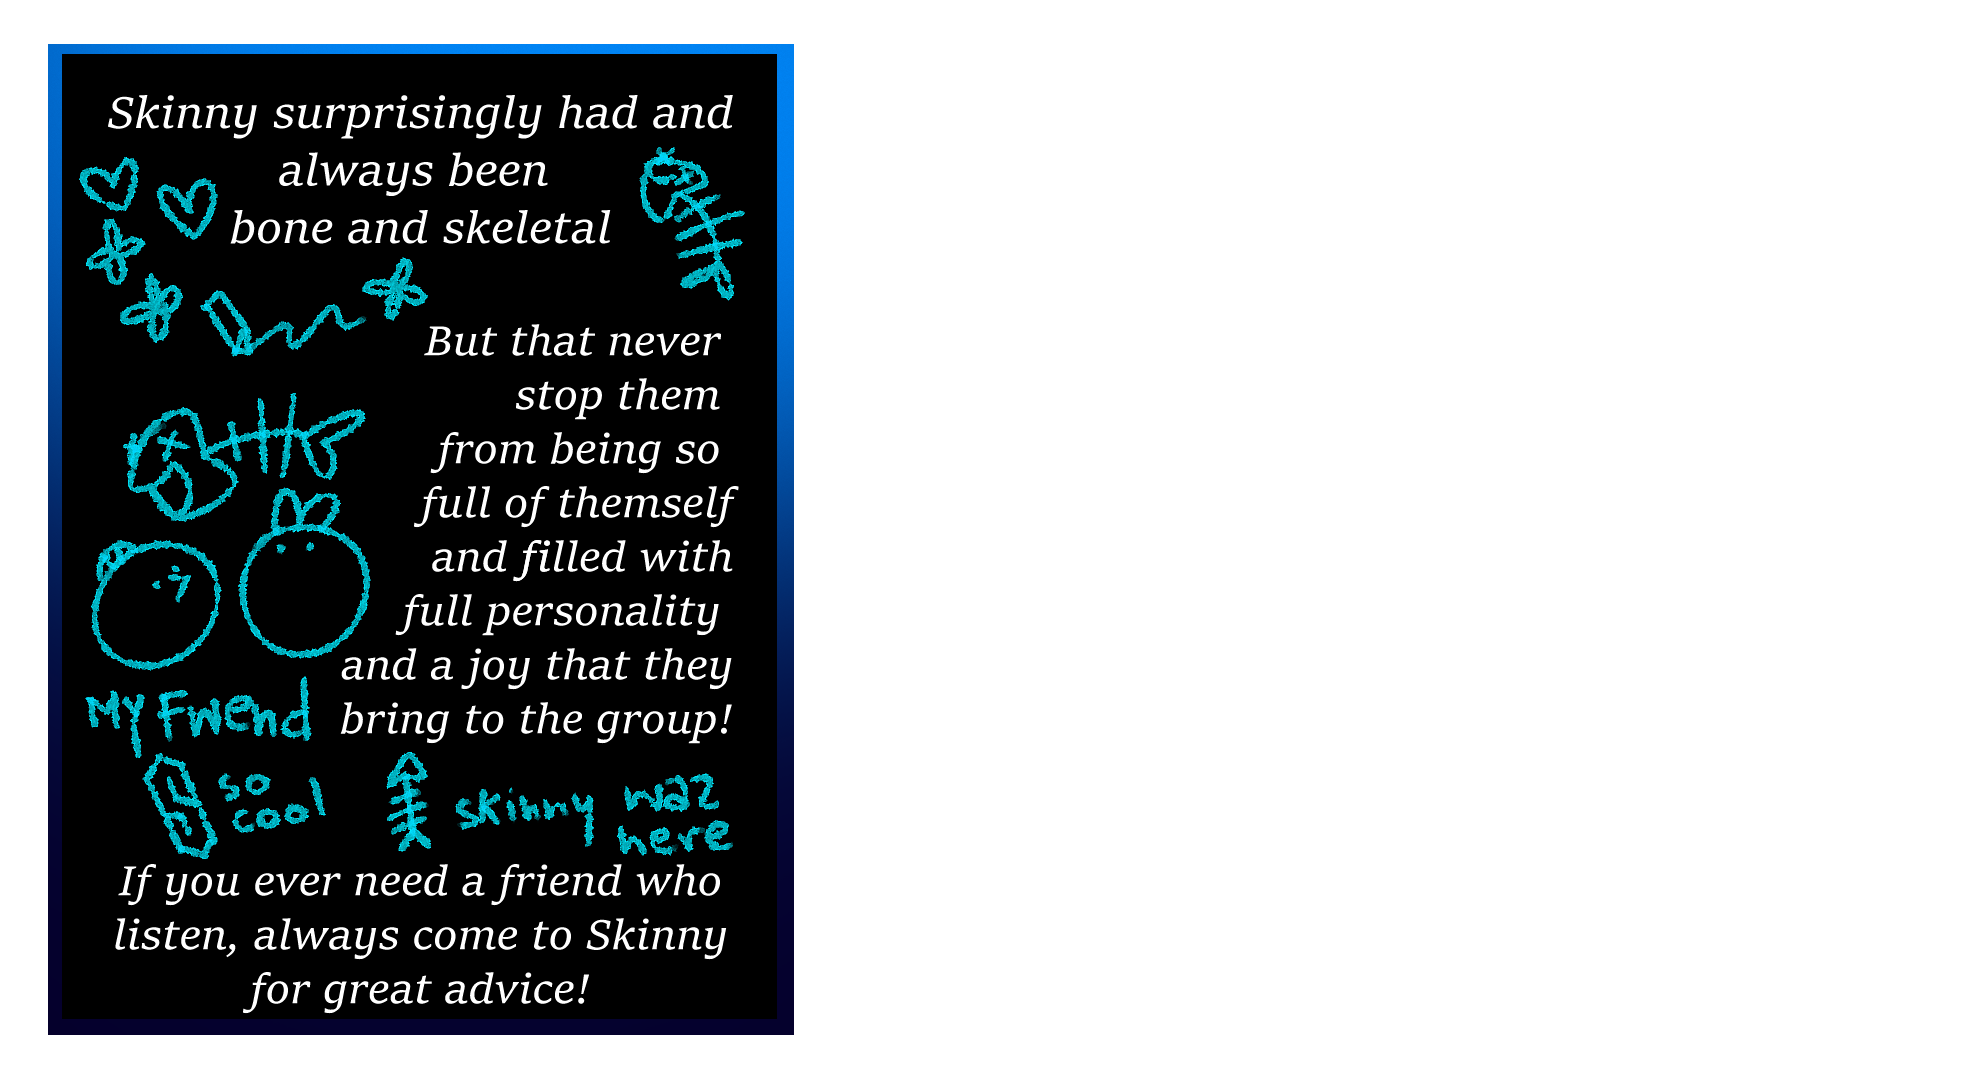 Skinny surprisingly had and
always been
bone and skeletal
But that never
stop them
from being so
full of themself
and filled with
full personality
and a joy that they
bring to the group!
My Fwend
so
cool
skinny waz
here
If you ever need a friend who
listen, always come to Skinny
for great advice!